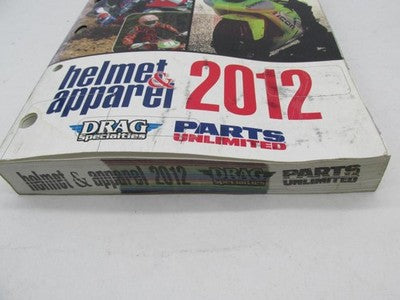 helmet &
apparel 2012
DRAG
specialties
PARTS
UNLIMITED
helmet & apparel 2012
DRAG
specialties
PARTS
UNLIMITED